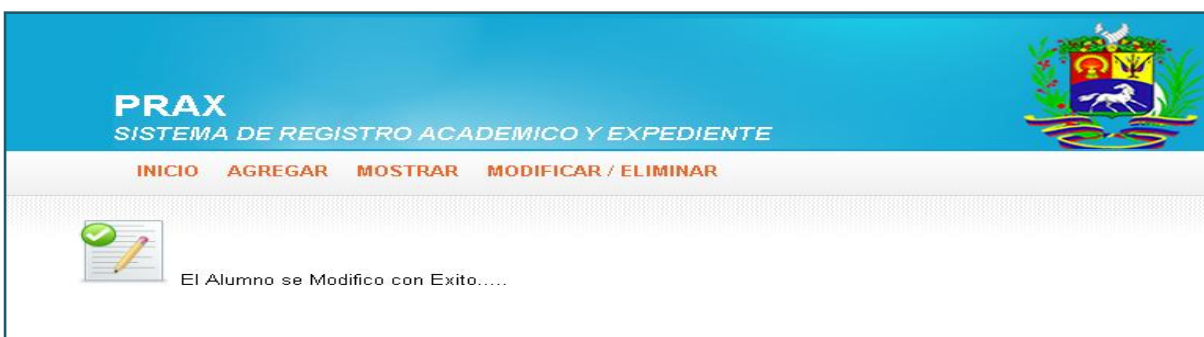 PRAX
SISTEMA DE REGISTRO ACADEMICO Y EXPEDIENTE
INICIO AGREGAR MOSTRAR MODIFICAR / ELIMINAR
El Alumno se Modifico con Exito.....